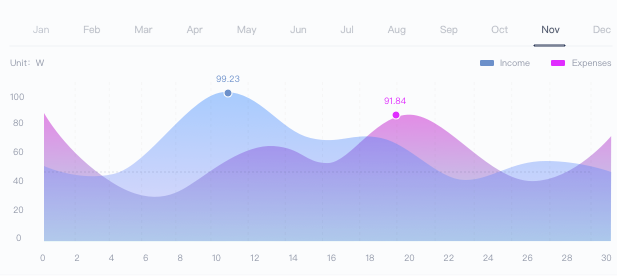 Jan Feb Mar Apr May Jun Jul Aug Sep Oct Nov Dec
Unit: W Income Expenses
99.23
100
91.84
80
60
40
20
0
0 2 4 6 8 10 12 14 16 18 20 22 24 26 28 30